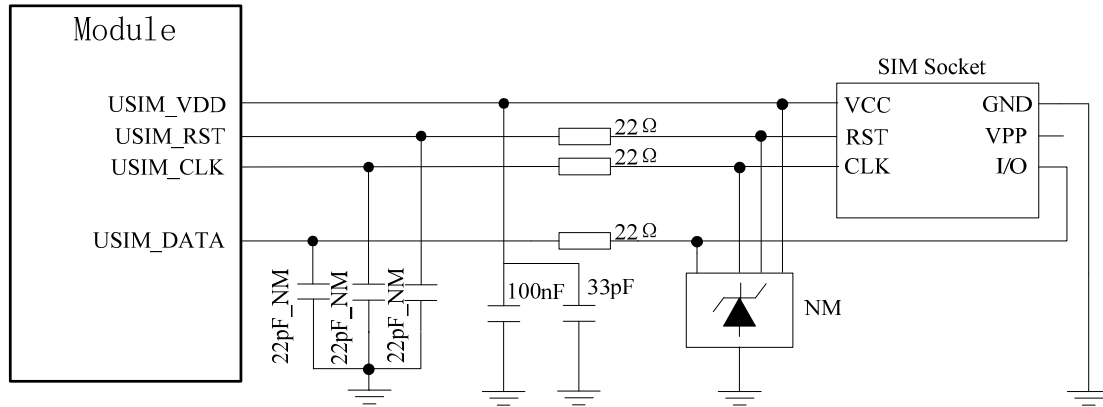 Module
SIM Socket
USIM_VDD
VCC
GND
USIM_RST
22Ω
RST
VPP
USIM_CLK
22Ω
CLK
I/O
USIM_DATA
22Ω
22pF_NM
22pF_NM
22pF_NM
100nF
33pF
NM